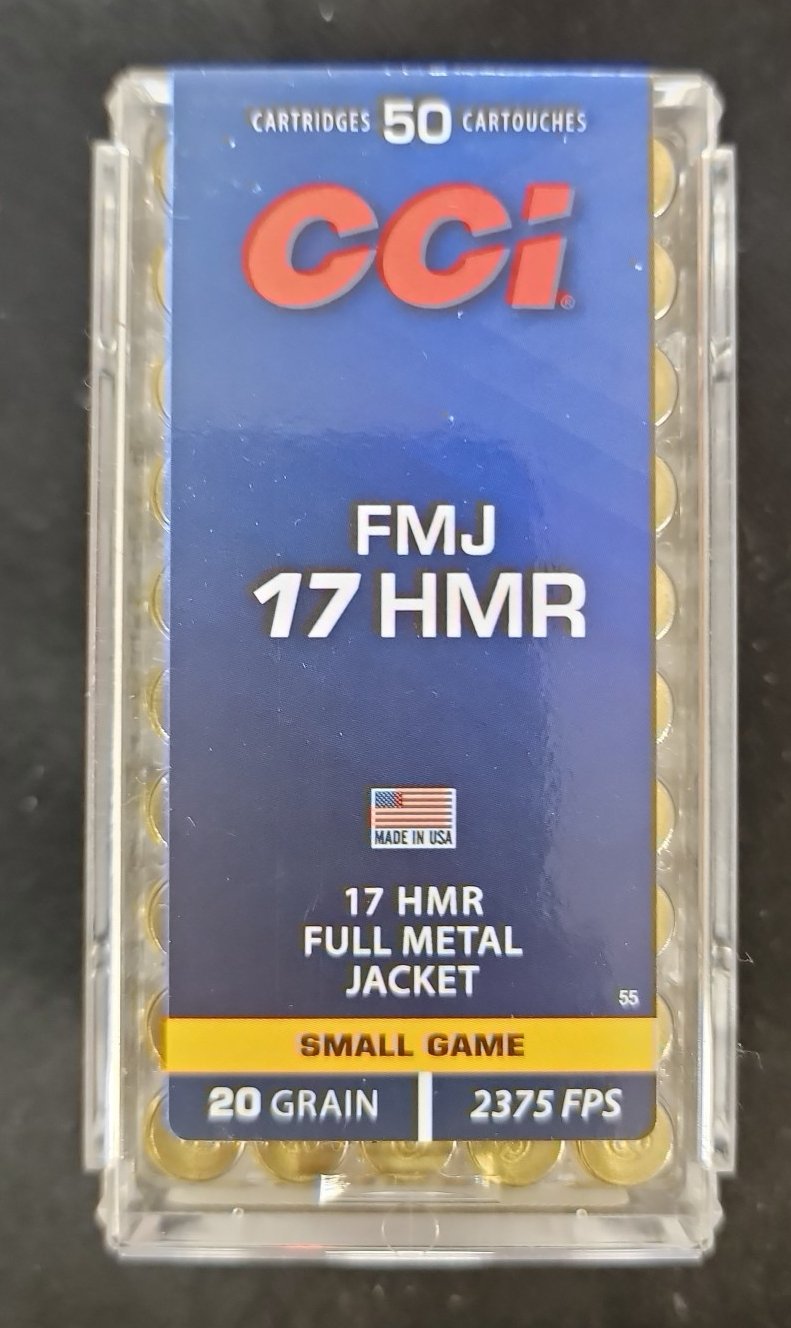 CARTRIDGES 50 CARTOUCHES
CCi®
FMJ
17 HMR
MADE IN USA
17 HMR
FULL METAL
JACKET
55
SMALL GAME
20 GRAIN 2375 FPS